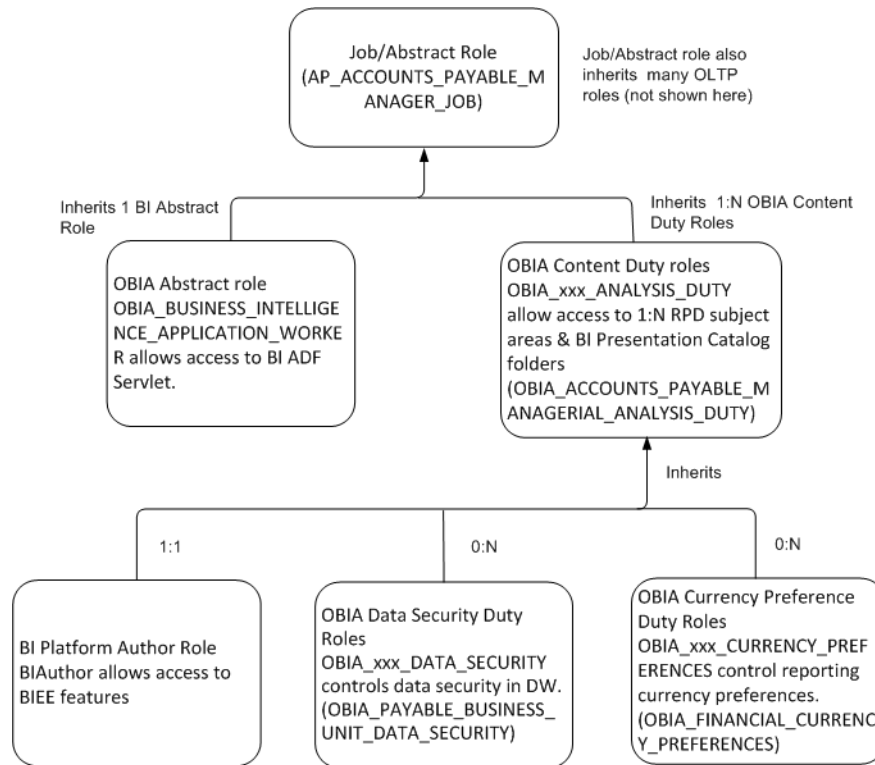 Job/Abstract Role
(AP_ACCOUNTS_PAYABLE_M
ANAGER_JOB)
Job/Abstract role also
inherits many OLTP
roles (not shown here)
Inherits 1 BI Abstract
Role
Inherits 1:N OBIA Content
Duty Roles
OBIA Abstract role
OBIA_BUSINESS_INTELLIGE
NCE_APPLICATION_WORKE
R allows access to BI ADF
Servlet.
OBIA Content Duty roles
OBIA_xxx_ANALYSIS_DUTY
allow access to 1:N RPD subject
areas & BI Presentation Catalog
folders
(OBIA_ACCOUNTS_PAYABLE_M
ANAGERIAL_ANALYSIS_DUTY)
Inherits
1:1
0:N
0:N
BI Platform Author Role
BIAuthor allows access to
BIEE features
OBIA Data Security Duty
Roles
OBIA_xxx_DATA_SECURITY
controls data security in DW.
(OBIA_PAYABLE_BUSINESS_
UNIT_DATA_SECURITY)
OBIA Currency Preference
Duty Roles
OBIA_xxx_CURRENCY_PREF
ERENCES control reporting
currency preferences.
(OBIA_FINANCIAL_CURRENC
Y_PREFERENCES)